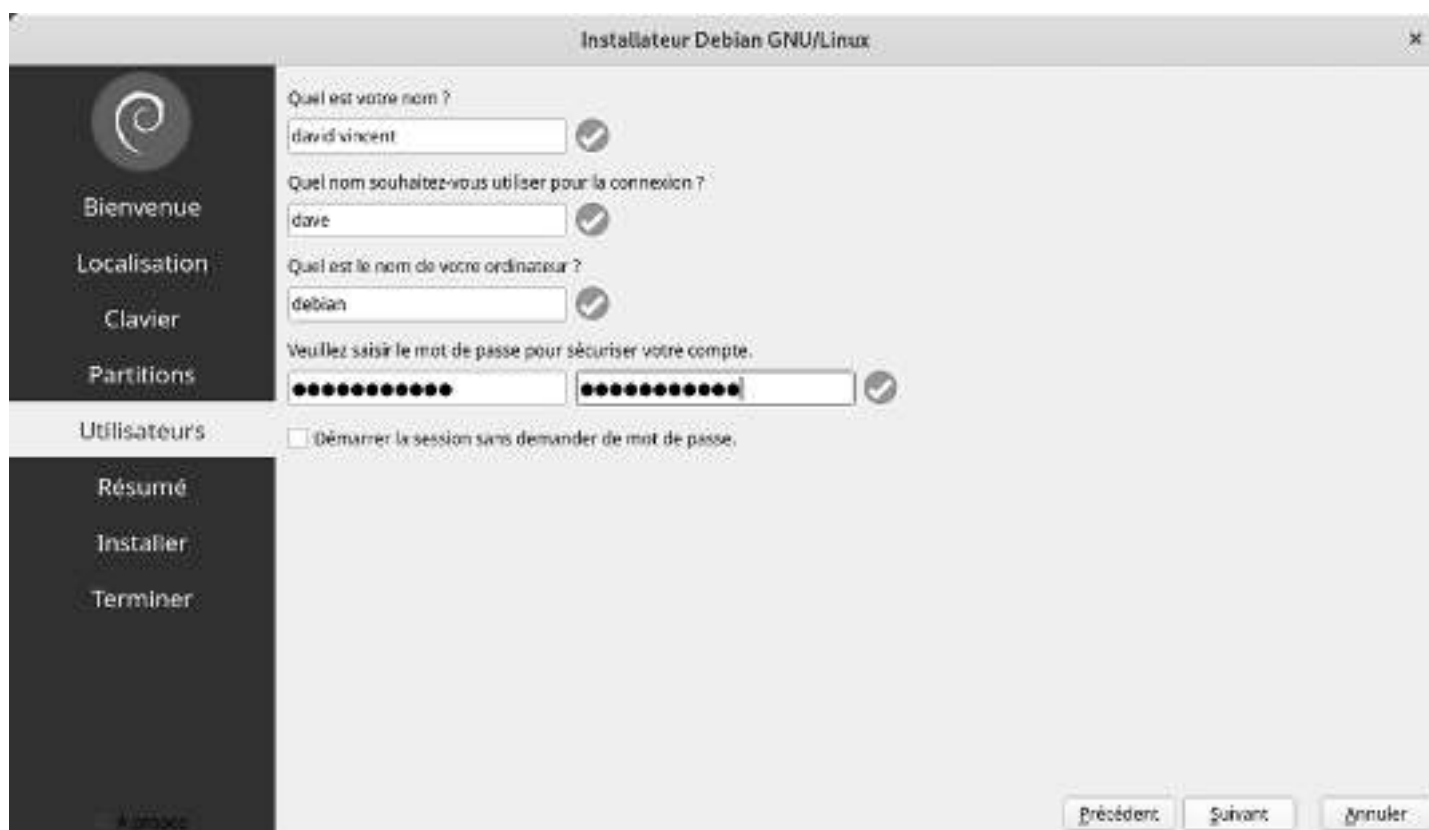 Installateur Debian GNU/Linux
Bienvenue
Localisation
Clavier
Partitions
Utilisateurs
Résumé
Installer
Terminer
À propos
Quel est votre nom ?
david vincent
Quel nom souhaitez-vous utiliser pour la connexion ?
dave
Quel est le nom de votre ordinateur ?
debian
Veuillez saisir le mot de passe pour sécuriser votre compte.
Démarrer la session sans demander de mot de passe.
Précédent Suivant Annuler